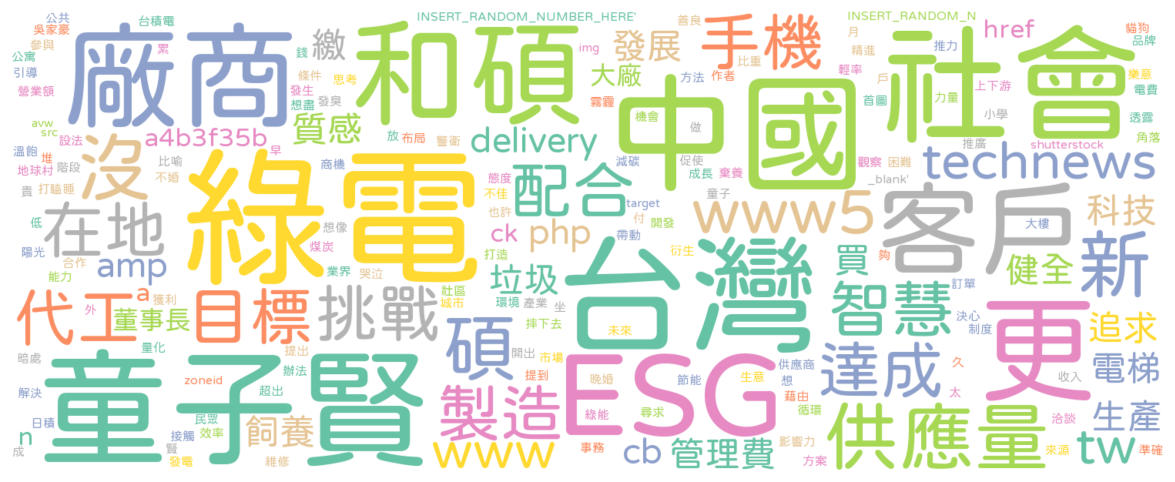 台積電
INSERT_RANDOM_NUMBER_HERE'
INSERT_RANDOM_N
吳家豪
公共
廠商
繳
和碩
img
發展
善良
手機
月
社會
href
貓狗
品牌
參與
累
錢
公寓
引導
營業額
條件
思考
發生
想盡
發臭
大廠
方法
比重
作者
霧霾
中國
機會
做
精進
推力
輕率
戶
首圖
力量
上下游
小學
樂意
電費
透露
角落
avw
src
設法
a4b3f35b
早
質感
放
布局
警衛
delivery
減碳
促使
推廣
觀察
困難
shutterstock
溫飽
堆
地球村
階段
沒
比喻
不婚
商機
綠電
態度
不佳
也許
配合
成長
棄養
童子
_blank'
technews
貴
打瞌睡
低
在地
想像
煤炭
ck
php
target
付
帶動
開發
www5
客戶
大樓
科技
陽光
合作
能力
amp
業界
哭泣
打造
垃圾
衍生
台灣
買
夠
健全
新
訂單
代工
a
獲利
外
董事長
目標
挑戰
社區
城市
環境
產業
坐
摔下去
未來
智慧
決心
制度
更
追求
暗處
量化
提出
辦法
碩
開出
市場
提到
ESG
供應商
想
達成
久
太
收入
電梯
解決
日積
童子賢
zoneid
超出
製造
晚婚
節能
生意
藉由
循環
綠能
尋求
供應量
洽談
生產
n
成
接觸
賢
發電
民眾
效率
飼養
維修
www
事務
cb
管理費
影響力
方案
來源
tw
準確